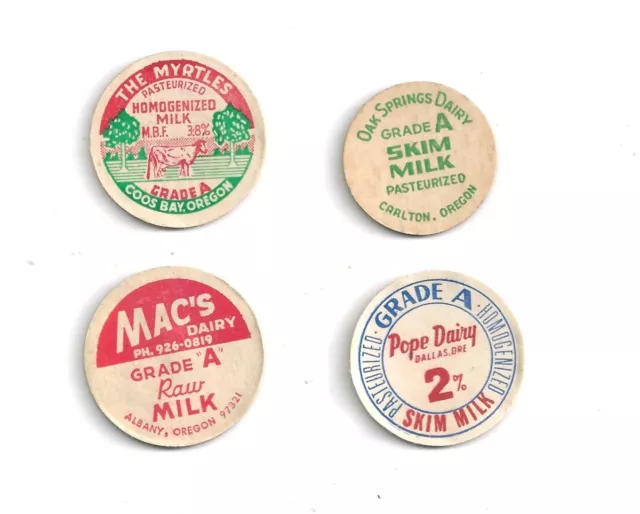 THE MYRTLES
PASTEURIZED
HOMOGENIZED
MILK
M.B.F. 3.8%
GRADE A
COOS BAY, OREGON
OAK SPRINGS DAIRY
GRADE A
SKIM
MILK
PASTEURIZED
CARLTON, OREGON
MAC'S
DAIRY
PH. 926-0819
GRADE "A"
Raw
MILK
ALBANY, OREGON 97321
PASTEURIZED · GRADE A · HOMOGENIZED
Pope Dairy
DALLAS, ORE
2%
SKIM MILK